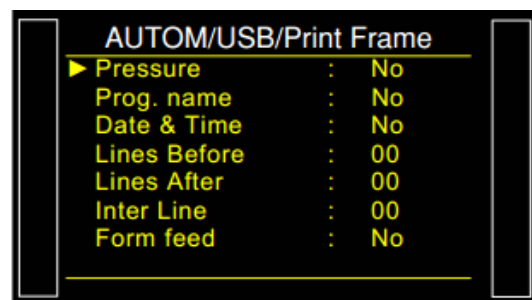 AUTOM/USB/Print Frame
Pressure : No
Prog. name : No
Date & Time : No
Lines Before : 00
Lines After : 00
Inter Line : 00
Form feed : No